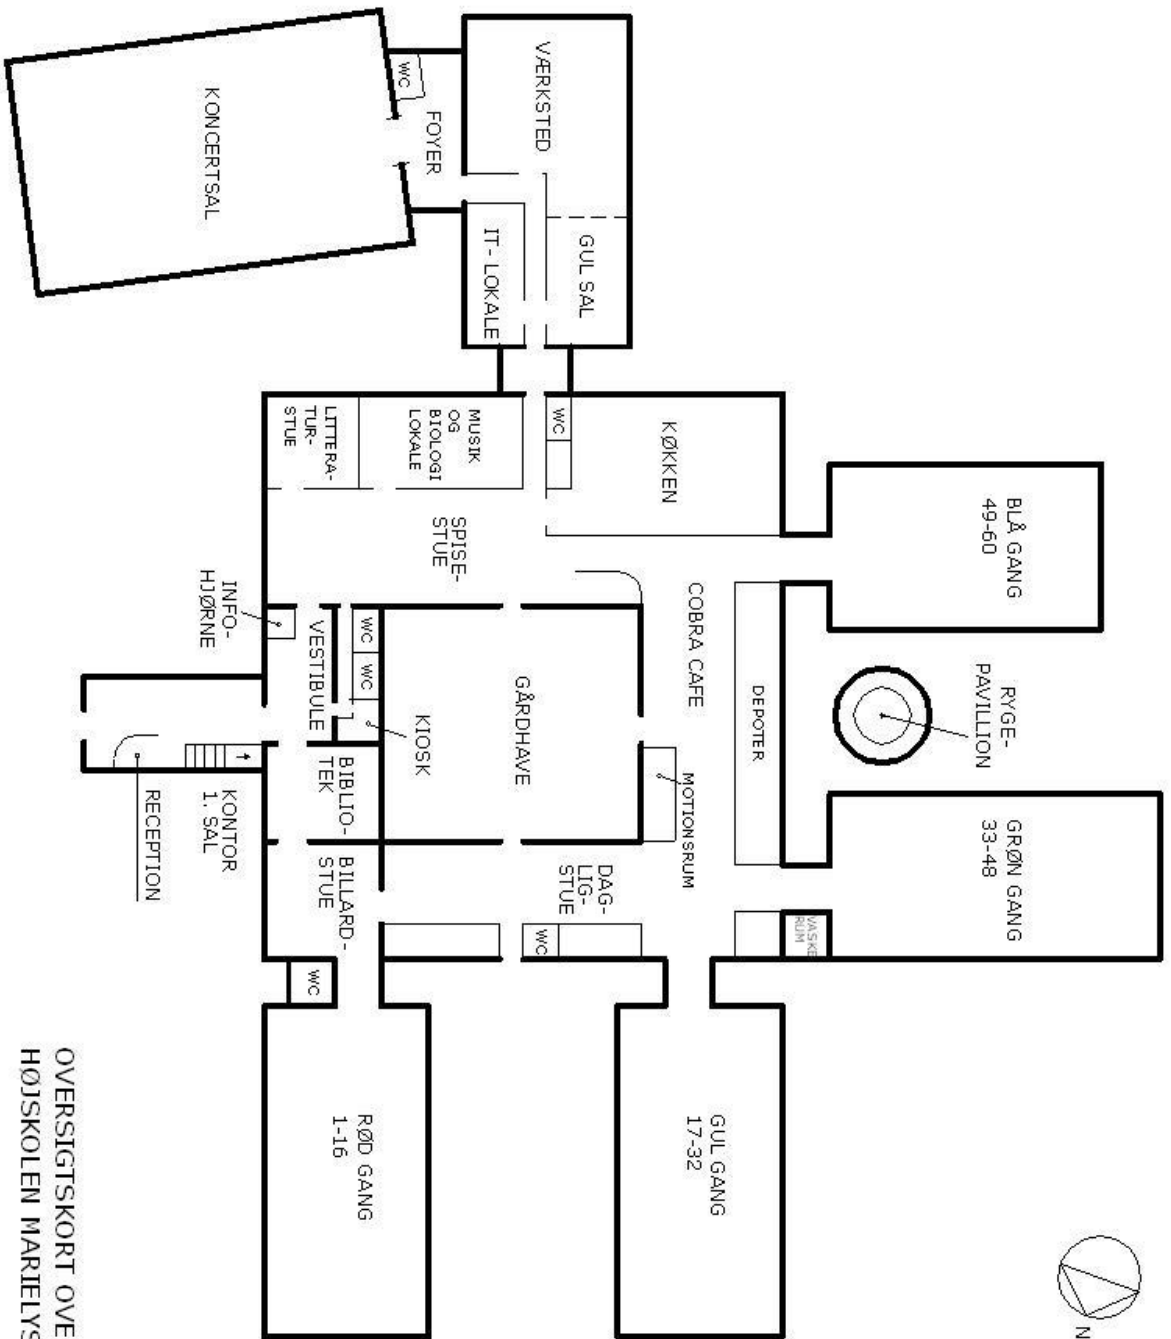 VÆRKSTED
WC
FOYER
KONCERTSAL
GUL SAL
IT- LOKALE
WC
KØKKEN
MUSIK
OG
BIOLOGI
LOKALE
LITTERA-
TUR-
STUE
BLÅ GANG
49-60
SPISE-
STUE
INFO-
HJØRNE
VESTIBULE
WC
WC
KIOSK
GÅRDHAVE
COBRA CAFE
DEPOTER
RYGE-
PAVILLION
MOTIONSRUM
BIBLIO-
TEK
KONTOR
1. SAL
RECEPTION
BILLARD-
STUE
DAG-
LIG-
STUE
WC
GRØN GANG
33-48
VASKE
RUM
WC
RØD GANG
1-16
GUL GANG
17-32
N
OVERSIGTSKORT OVE
HØJSKOLEN MARIELYS